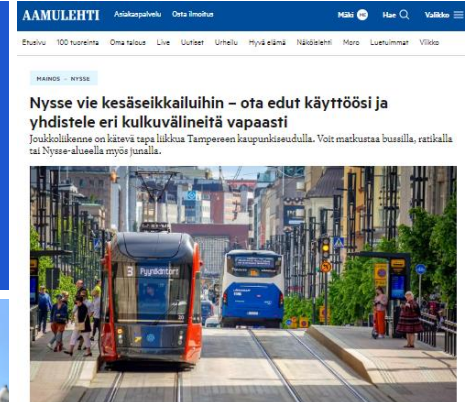 AAMULEHTI Asiakaspalvelu Osta ilmoitus Mäki Hae Valikko
Etusivu 100 tuoreinta Oma talous Live Uutiset Urheilu Hyvä elämä Näköislehti Moro Luetuimmat Viikko
MAINOS – NYSSE
Nysse vie kesäseikkailuihin – ota edut käyttöösi ja
yhdistele eri kulkuvälineitä vapaasti
Joukkoliikenne on kätevä tapa liikkua Tampereen kaupunkiseudulla. Voit matkustaa bussilla, ratikalla
tai Nysse-alueella myös junalla.
3 Pyynikintori